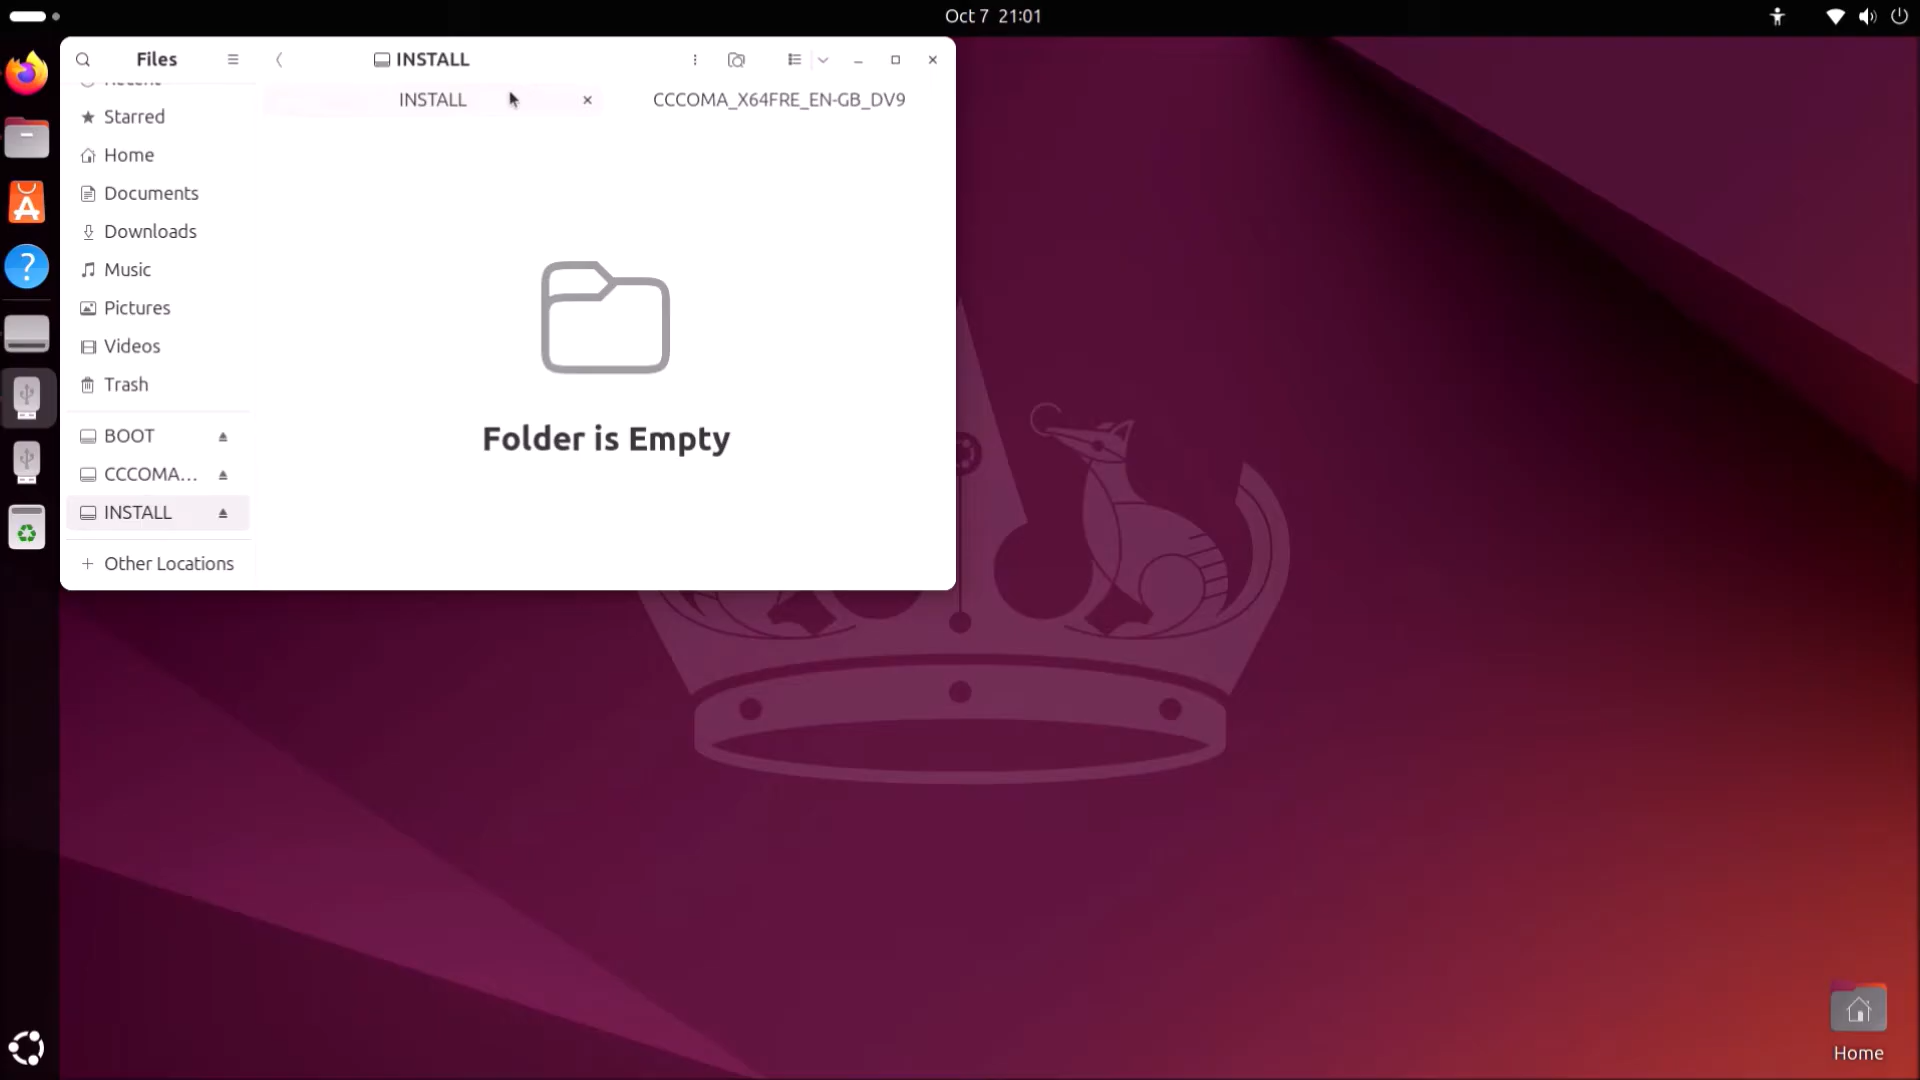 Oct 7 21:01
Files
INSTALL
INSTALL
CCCOMA_X64FRE_EN-GB_DV9
Starred
Home
Documents
Downloads
Music
Pictures
Videos
Trash
BOOT
CCCOMA...
INSTALL
Other Locations
Folder is Empty
Home